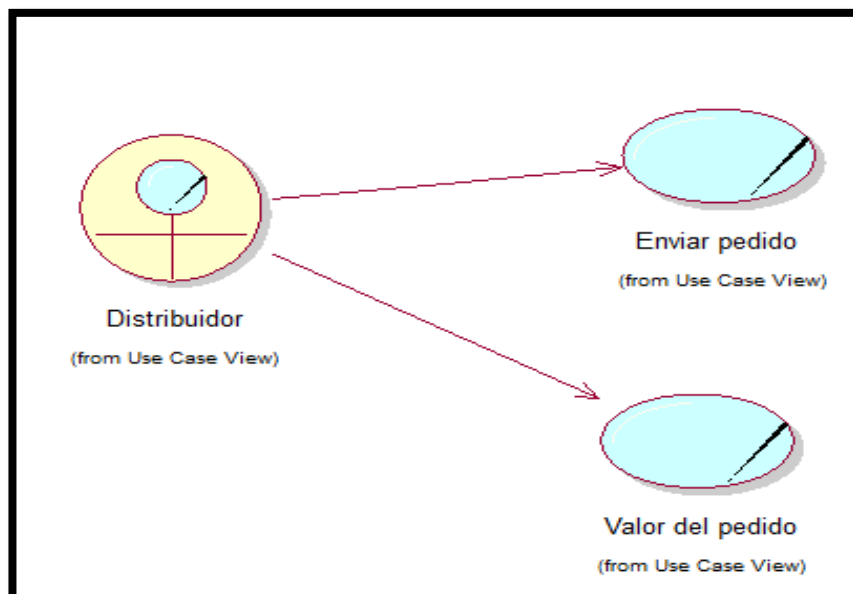 Enviar pedido
(from Use Case View)
Distribuidor
(from Use Case View)
Valor del pedido
(from Use Case View)